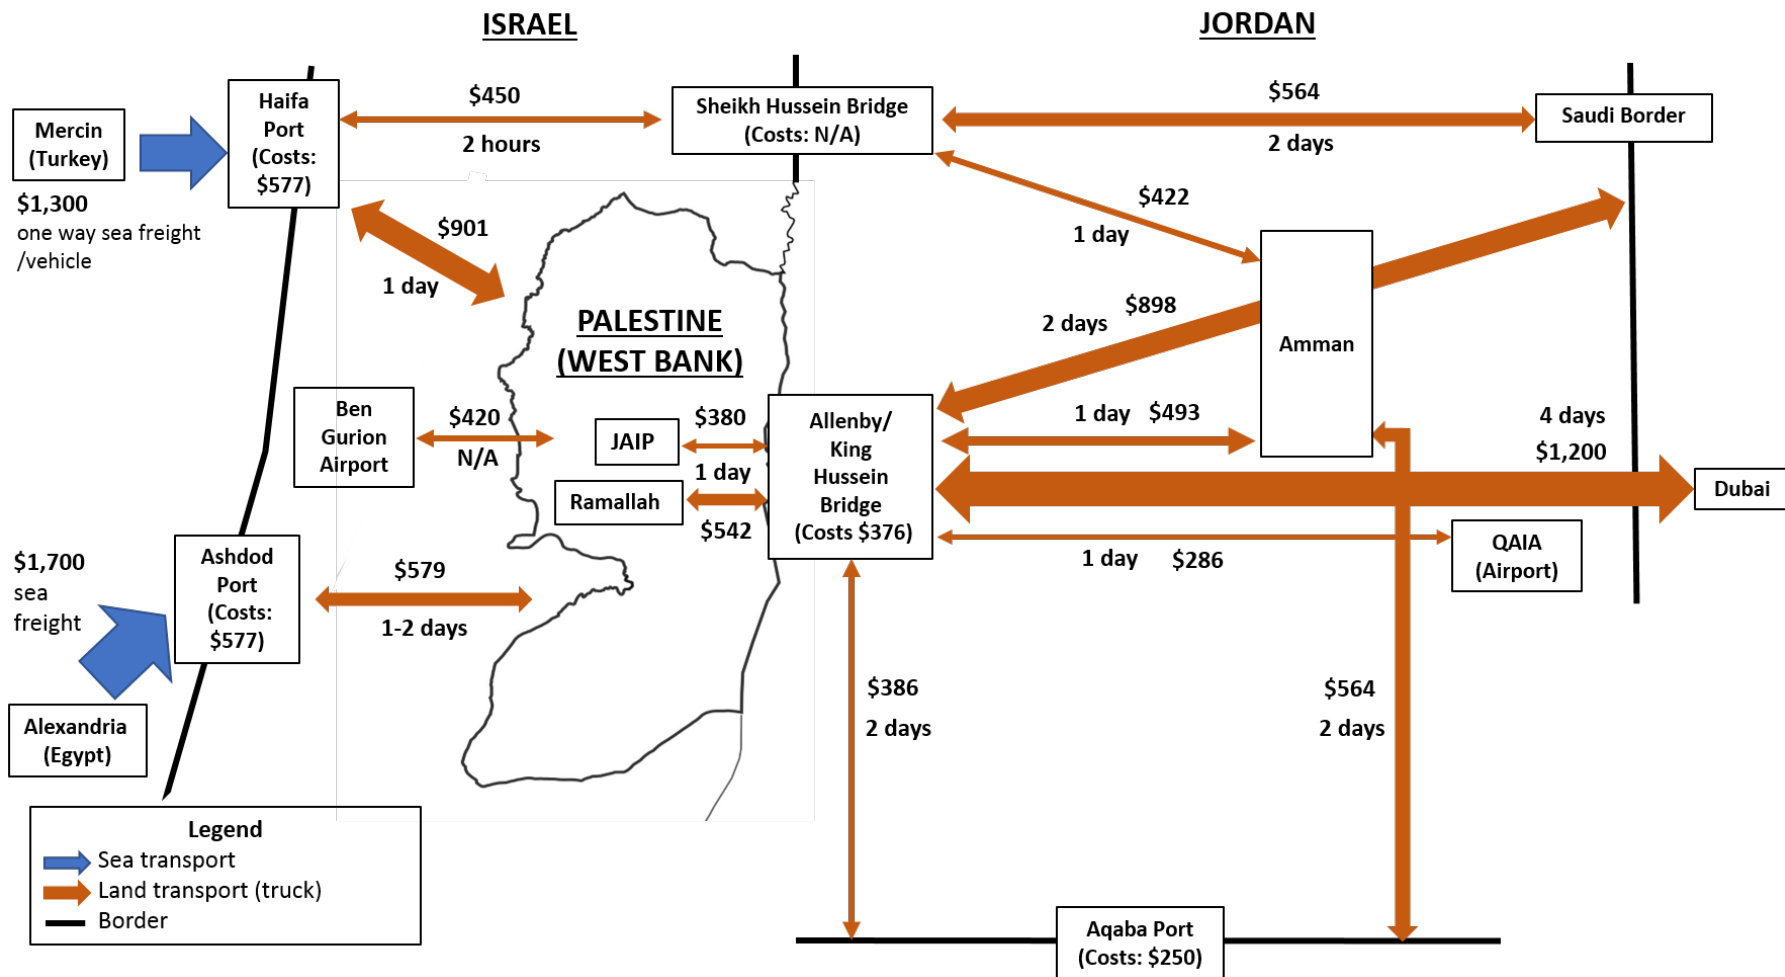 ISRAEL
JORDAN
Mercin
(Turkey)
$1,300
one way sea freight
/vehicle
Haifa
Port
(Costs:
$577)
$450
2 hours
Sheikh Hussein Bridge
(Costs: N/A)
$564
2 days
Saudi Border
$901
1 day
$422
1 day
PALESTINE
(WEST BANK)
2 days
$898
Amman
Ben
Gurion
Airport
$420
N/A
JAIP
$380
1 day
Ramallah
$542
Allenby/
King
Hussein
Bridge
(Costs $376)
1 day
$493
4 days
$1,200
Dubai
1 day
$286
QAIA
(Airport)
$1,700
sea
freight
Ashdod
Port
(Costs:
$577)
$579
1-2 days
Alexandria
(Egypt)
$386
2 days
$564
2 days
Legend
Sea transport
Land transport (truck)
Border
Aqaba Port
(Costs: $250)